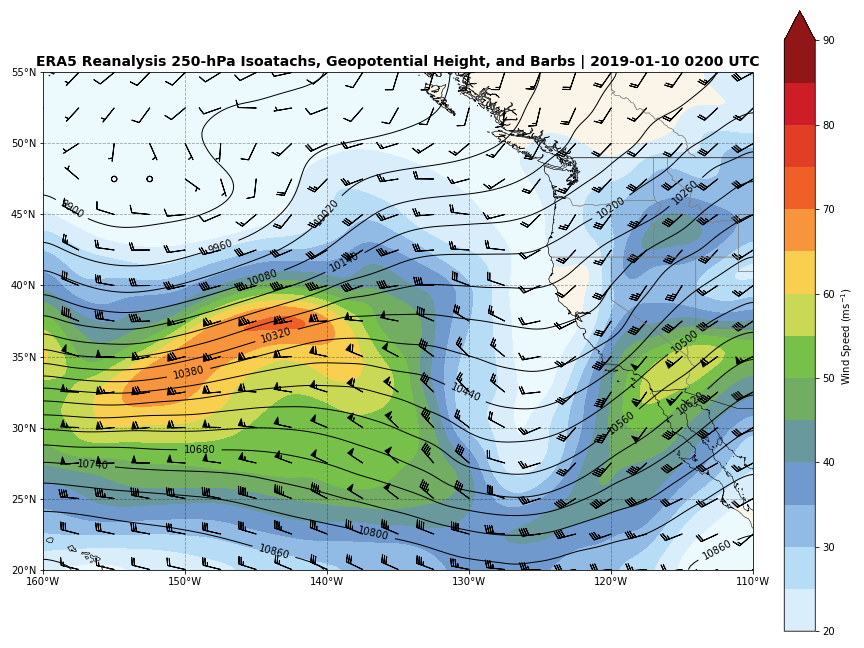 ERA5 Reanalysis 250-hPa Isoatachs, Geopotential Height, and Barbs | 2019-01-10 0200 UTC
55°N
50°N
45°N
40°N
35°N
30°N
25°N
20°N
160°W
150°W
140°W
130°W
120°W
110°W
9900
9960
10020
10080
10140
10200
10260
10320
10380
10440
10500
10560
10620
10680
10740
10800
10860
10860
90
80
70
60
50
40
30
20
Wind Speed (ms⁻¹)